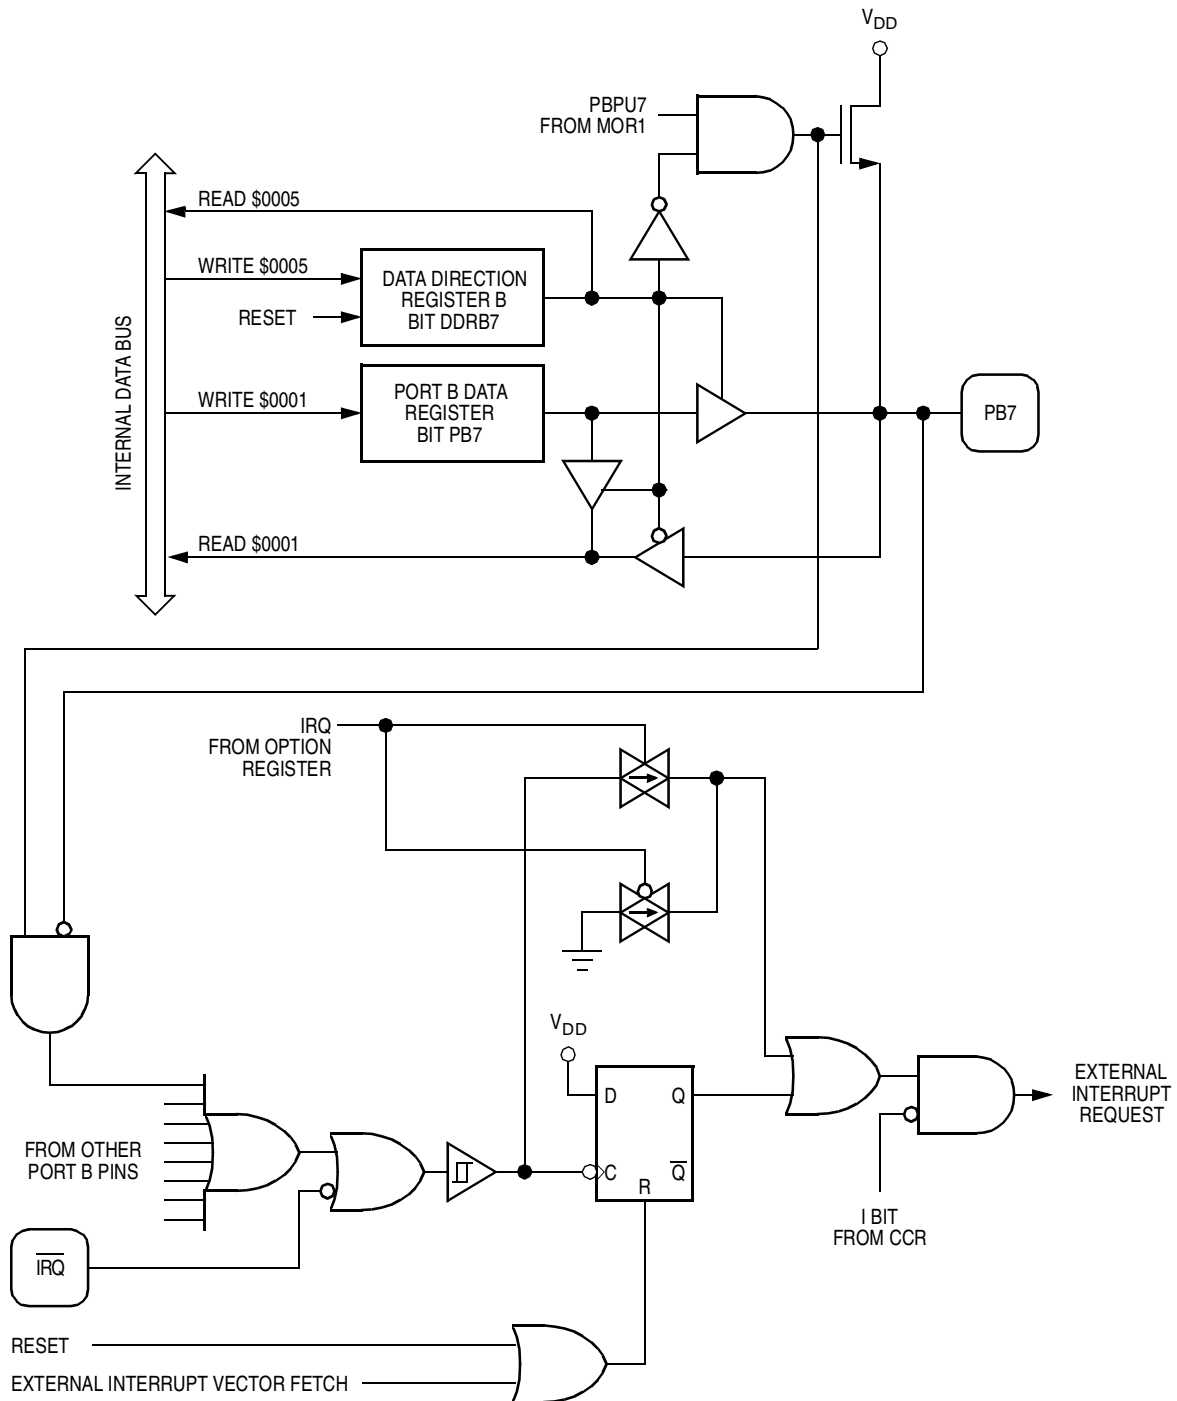 VDD
PBPU7
FROM MOR1
READ $0005
WRITE $0005
DATA DIRECTION
REGISTER B
BIT DDRB7
RESET
INTERNAL DATA BUS
WRITE $0001
PORT B DATA
REGISTER
BIT PB7
PB7
READ $0001
IRQ
FROM OPTION
REGISTER
VDD
D
Q
C
Q
R
EXTERNAL
INTERRUPT
REQUEST
FROM OTHER
PORT B PINS
I BIT
FROM CCR
IRQ
RESET
EXTERNAL INTERRUPT VECTOR FETCH